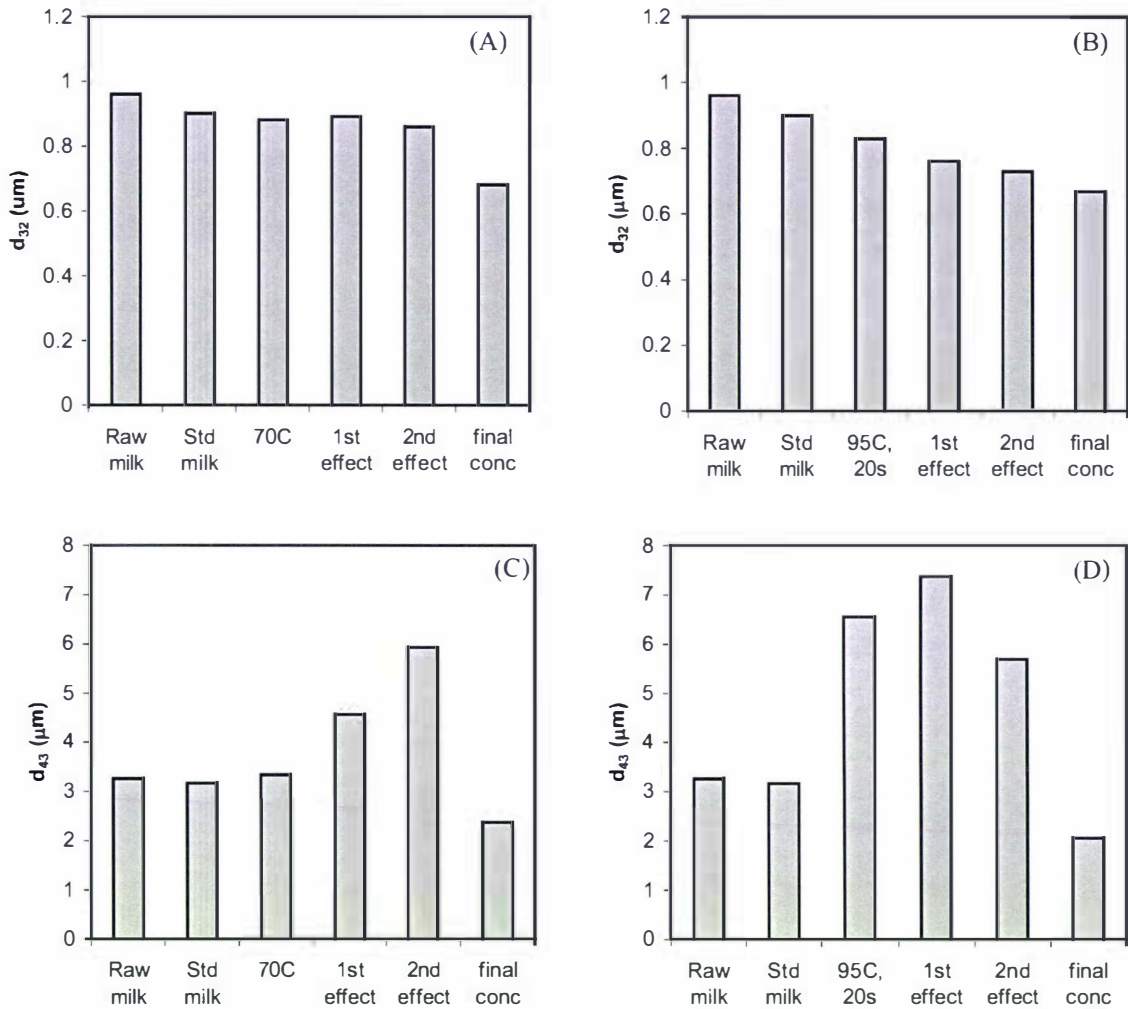 1.2
(A)
1
0.8
0.6
0.4
0.2
0
d32 (um)
Raw milk
Std milk
70C
1st effect
2nd effect
final conc
1.2
(B)
1
0.8
0.6
0.4
0.2
0
d32 (μm)
Raw milk
Std milk
95C, 20s
1st effect
2nd effect
final conc
8
(C)
7
6
5
4
3
2
1
0
d43 (μm)
Raw milk
Std milk
70C
1st effect
2nd effect
final conc
8
(D)
7
6
5
4
3
2
1
0
d43 (μm)
Raw milk
Std milk
95C, 20s
1st effect
2nd effect
final conc